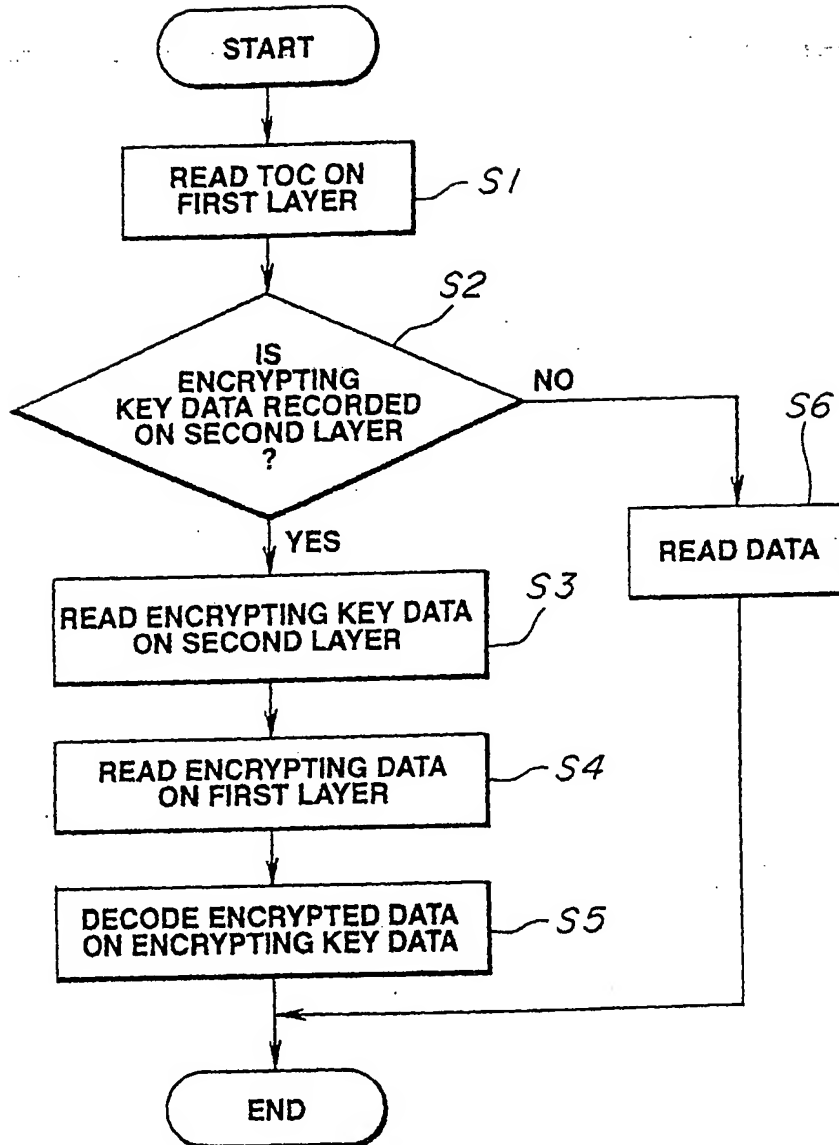 START
READ TOC ON
FIRST LAYER
S1
S2
IS
ENCRYPTING
KEY DATA RECORDED
ON SECOND LAYER
?
NO
S6
READ DATA
YES
READ ENCRYPTING KEY DATA
ON SECOND LAYER
S3
READ ENCRYPTING DATA
ON FIRST LAYER
S4
DECODE ENCRYPTED DATA
ON ENCRYPTING KEY DATA
S5
END